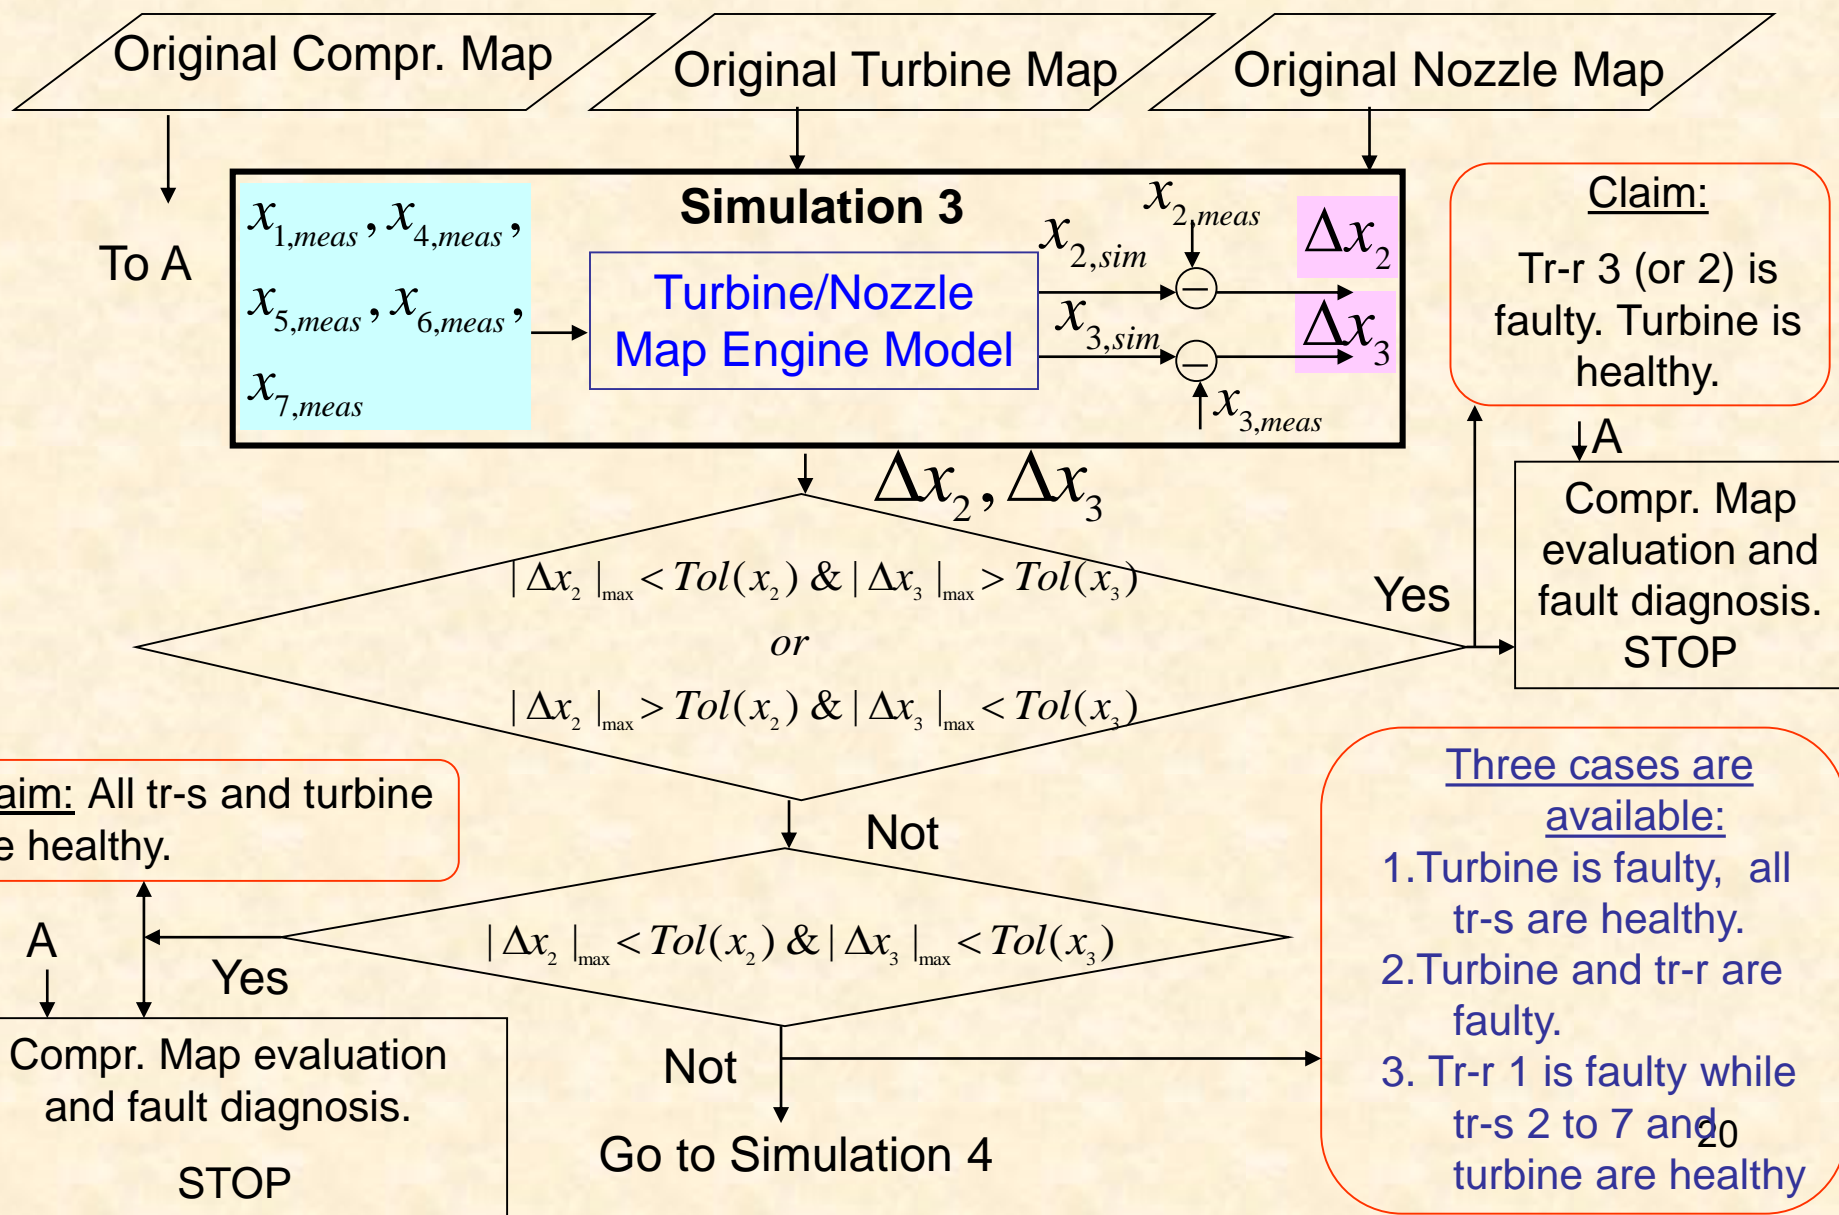 Original Compr. Map
Original Turbine Map
Original Nozzle Map
To A
Simulation 3
x1,meas, x4,meas,
x5,meas, x6,meas,
x7,meas
Turbine/Nozzle
Map Engine Model
x2,sim
x3,sim
x2,meas
−
−
x3,meas
Δx2
Δx3
Claim:
Tr-r 3 (or 2) is
faulty. Turbine is
healthy.
A
Compr. Map
evaluation and
fault diagnosis.
STOP
Δx2, Δx3
| Δx2 |max < Tol(x2) & | Δx3 |max > Tol(x3)
or
| Δx2 |max > Tol(x2) & | Δx3 |max < Tol(x3)
Yes
Not
aim: All tr-s and turbine
e healthy.
| Δx2 |max < Tol(x2) & | Δx3 |max < Tol(x3)
Yes
A
Compr. Map evaluation
and fault diagnosis.
STOP
Not
Go to Simulation 4
Three cases are
available:
1.Turbine is faulty, all
tr-s are healthy.
2.Turbine and tr-r are
faulty.
3. Tr-r 1 is faulty while
tr-s 2 to 7 and
turbine are healthy
20